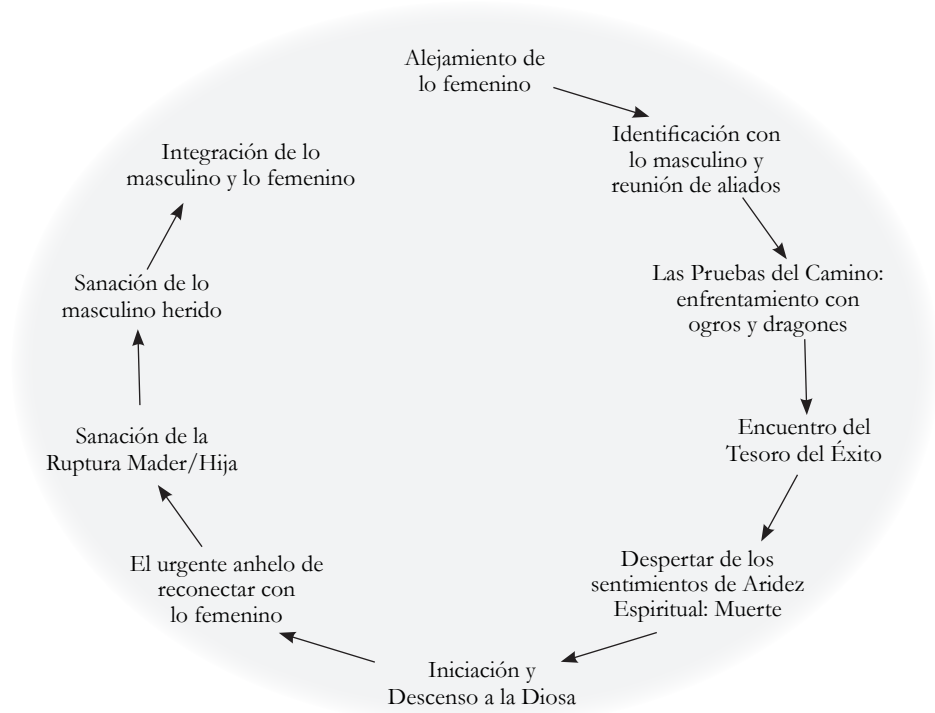 Alejamiento de
lo femenino
Identificación con
lo masculino y
reunión de aliados
Las Pruebas del Camino:
enfrentamiento con
ogros y dragones
Encuentro del
Tesoro del Éxito
Despertar de los
sentimientos de Aridez
Espiritual: Muerte
Iniciación y
Descenso a la Diosa
El urgente anhelo de
reconectar con
lo femenino
Sanación de la
Ruptura Mader/Hija
Sanación de lo
masculino herido
Integración de lo
masculino y lo femenino